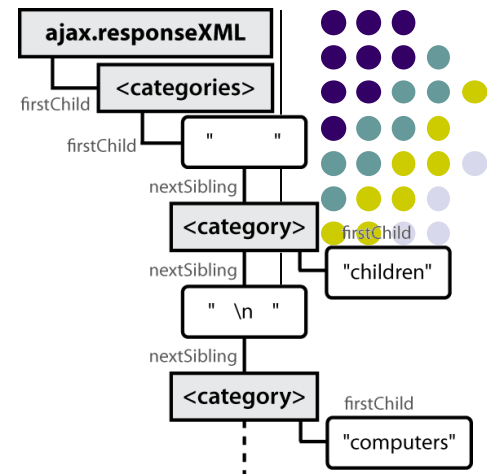 ajax.responseXML
firstChild
<categories>
firstChild
" "
nextSibling
<category>
firstChild
nextSibling
"children"
" \n "
nextSibling
<category>
firstChild
"computers"